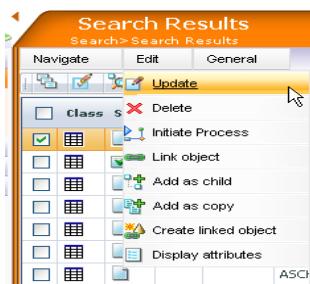 Search Results
Search> Search Results
Navigate Edit General
Update
Class S Delete
Initiate Process
Link object
Add as child
Add as copy
Create linked object
Display attributes
ASCH